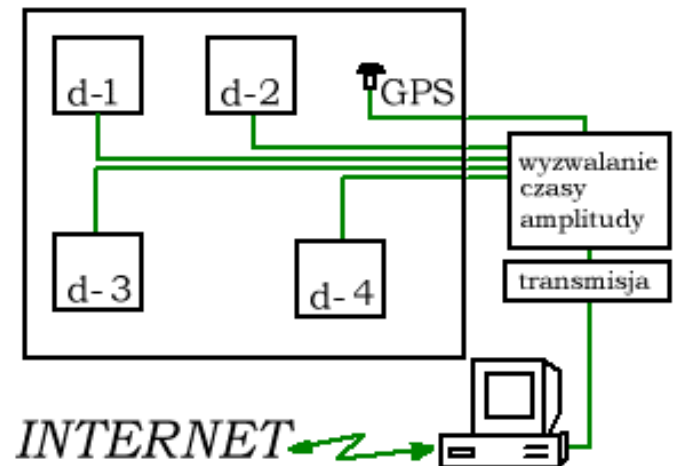 d-1
d-2
GPS
wyzwalanie
czasy
amplitudy
d-3
d-4
transmisja
INTERNET